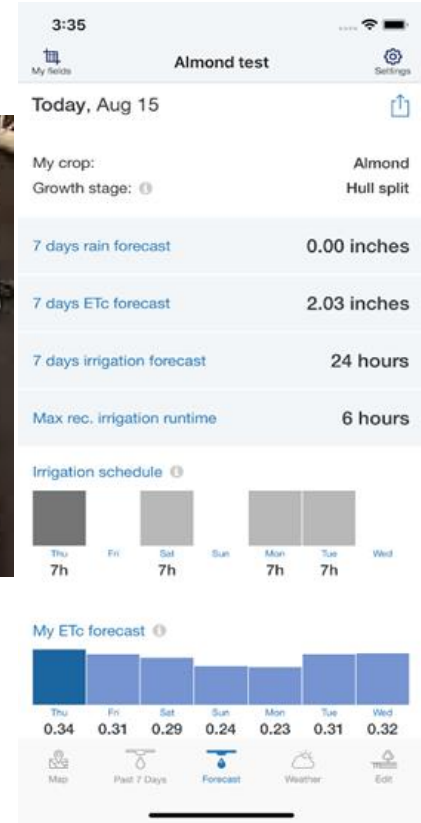 3:35
My fields Almond test Settings
Today, Aug 15
My crop: Almond
Growth stage: Hull split
7 days rain forecast 0.00 inches
7 days ETc forecast 2.03 inches
7 days irrigation forecast 24 hours
Max rec. irrigation runtime 6 hours
Irrigation schedule
Thu Fri Sat Sun Mon Tue Wed
7h 7h 7h 7h
My ETc forecast
Thu Fri Sat Sun Mon Tue Wed
0.34 0.31 0.29 0.24 0.23 0.31 0.32
Map Past 7 Days Forecast Weather Edit